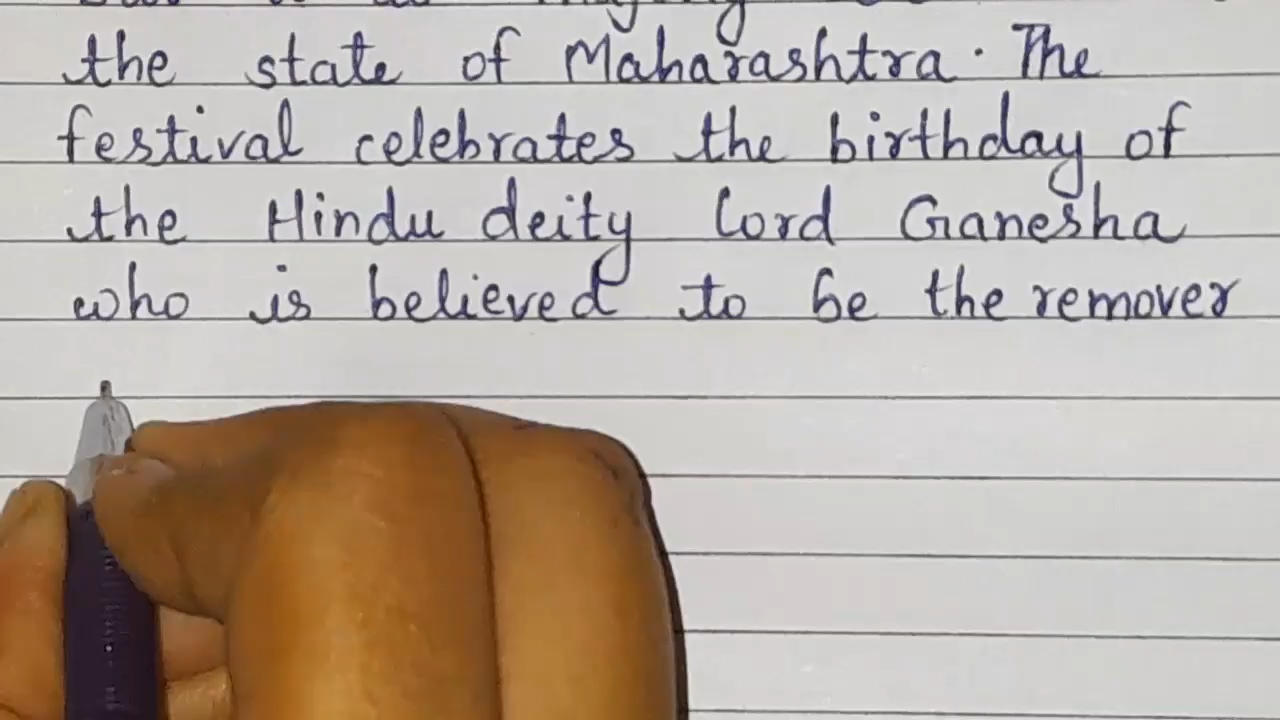 the state of Maharashtra. The
festival celebrates the birthday of
the Hindu deity lord Ganesha
who is believed to be the remover